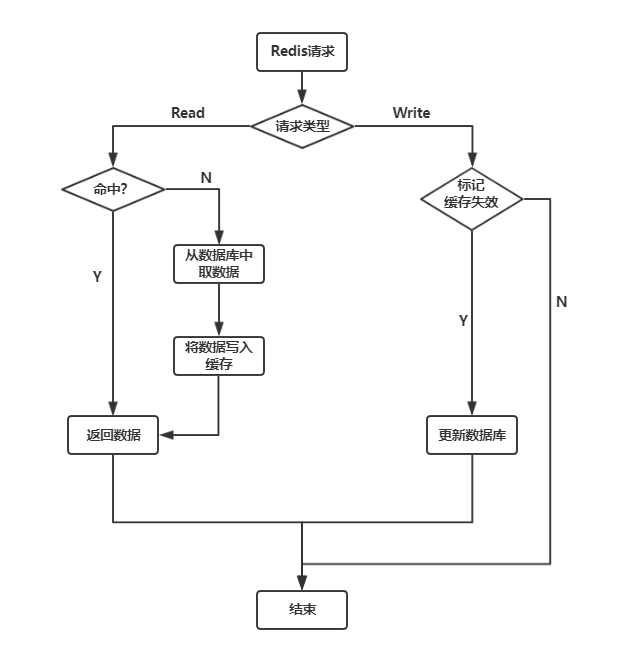 Redis请求
Read
请求类型
Write
命中?
N
标记
缓存失效
从数据库中
取数据
Y
N
Y
将数据写入
缓存
返回数据
更新数据库
结束